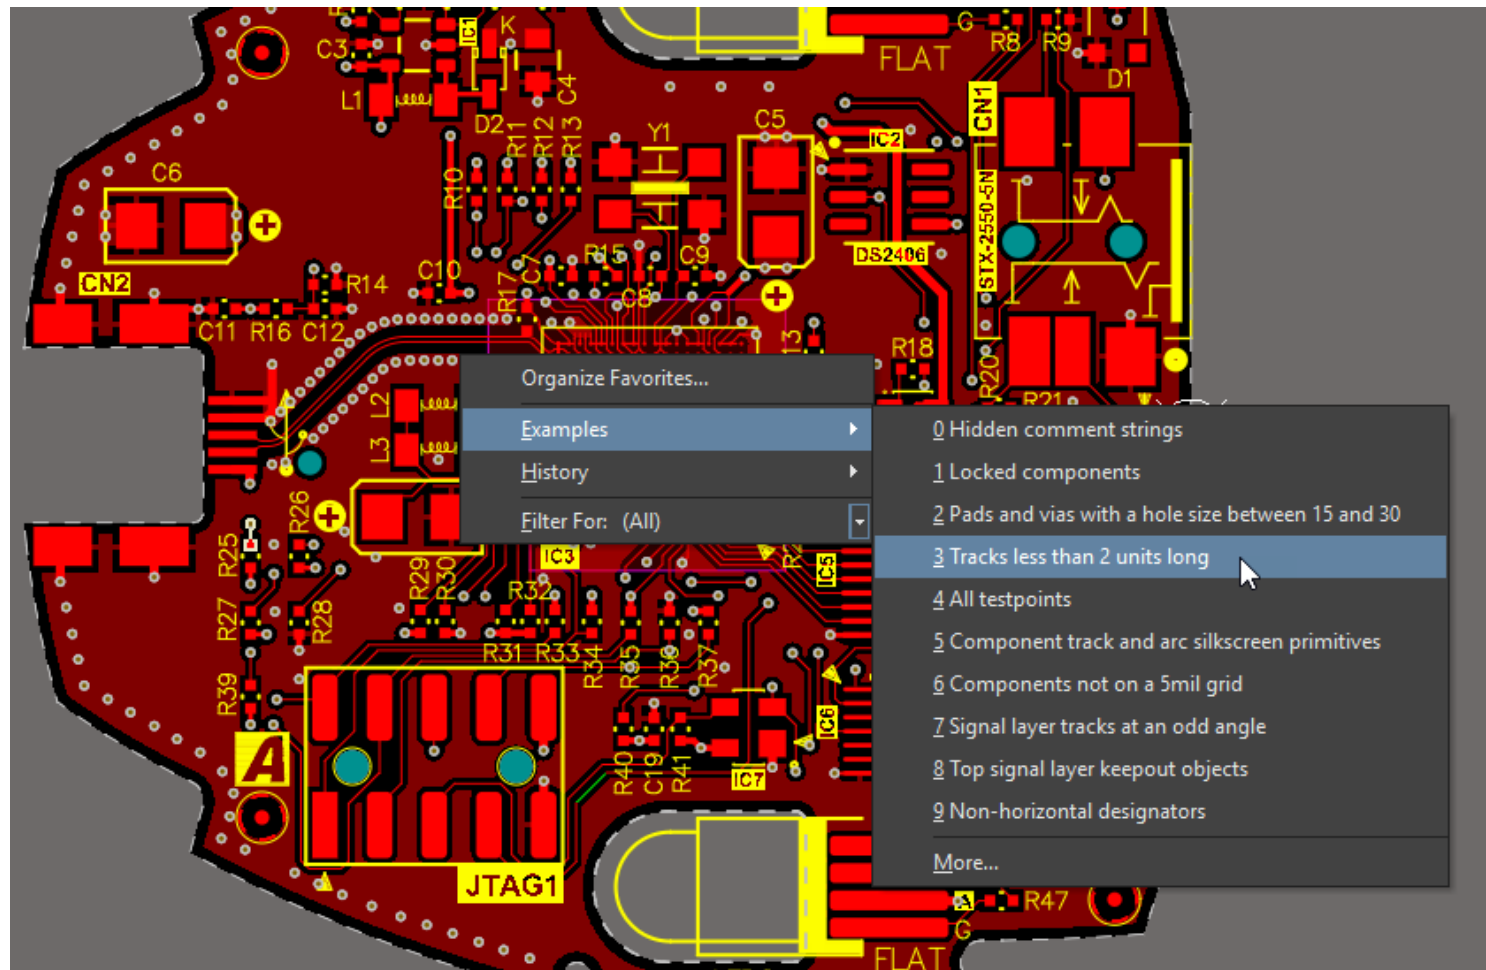 C3
IC1
K
C4
L1
D2
R11
R12
R13
Y1
C5
IC2
FLAT
G
R8
R9
D1
CN1
C6
R10
STX-2550-5N
DS2406
CN2
R14
C10
R17
C7
R15
C8
C9
C11
R16
C12
13
R18
R20
R21
L2
L3
Organize Favorites...
Examples
History
Filter For: (All)
0 Hidden comment strings
1 Locked components
2 Pads and vias with a hole size between 15 and 30
3 Tracks less than 2 units long
4 All testpoints
5 Component track and arc silkscreen primitives
6 Components not on a 5mil grid
7 Signal layer tracks at an odd angle
8 Top signal layer keepout objects
9 Non-horizontal designators
More...
R26
R25
IC3
IC5
R29
R30
R32
R27
R28
R31
R33
R34
R35
R36
R37
R39
IC6
A
R40
C19
R41
IC7
JTAG1
A
R47
G
FLAT